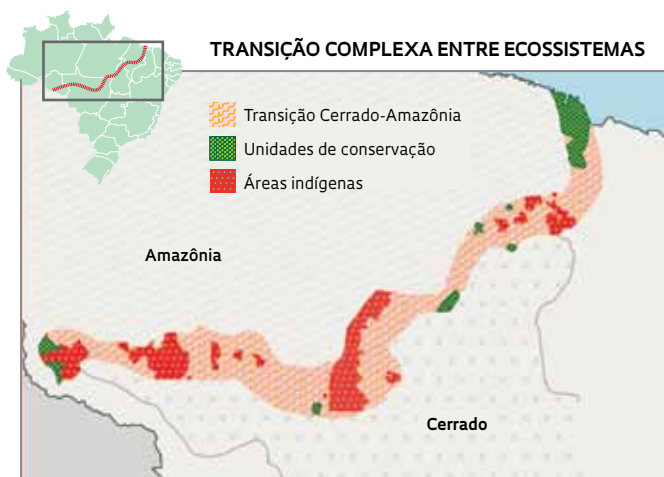 TRANSIÇÃO COMPLEXA ENTRE ECOSSISTEMAS
Transição Cerrado-Amazônia
Unidades de conservação
Áreas indígenas
Amazônia
Cerrado